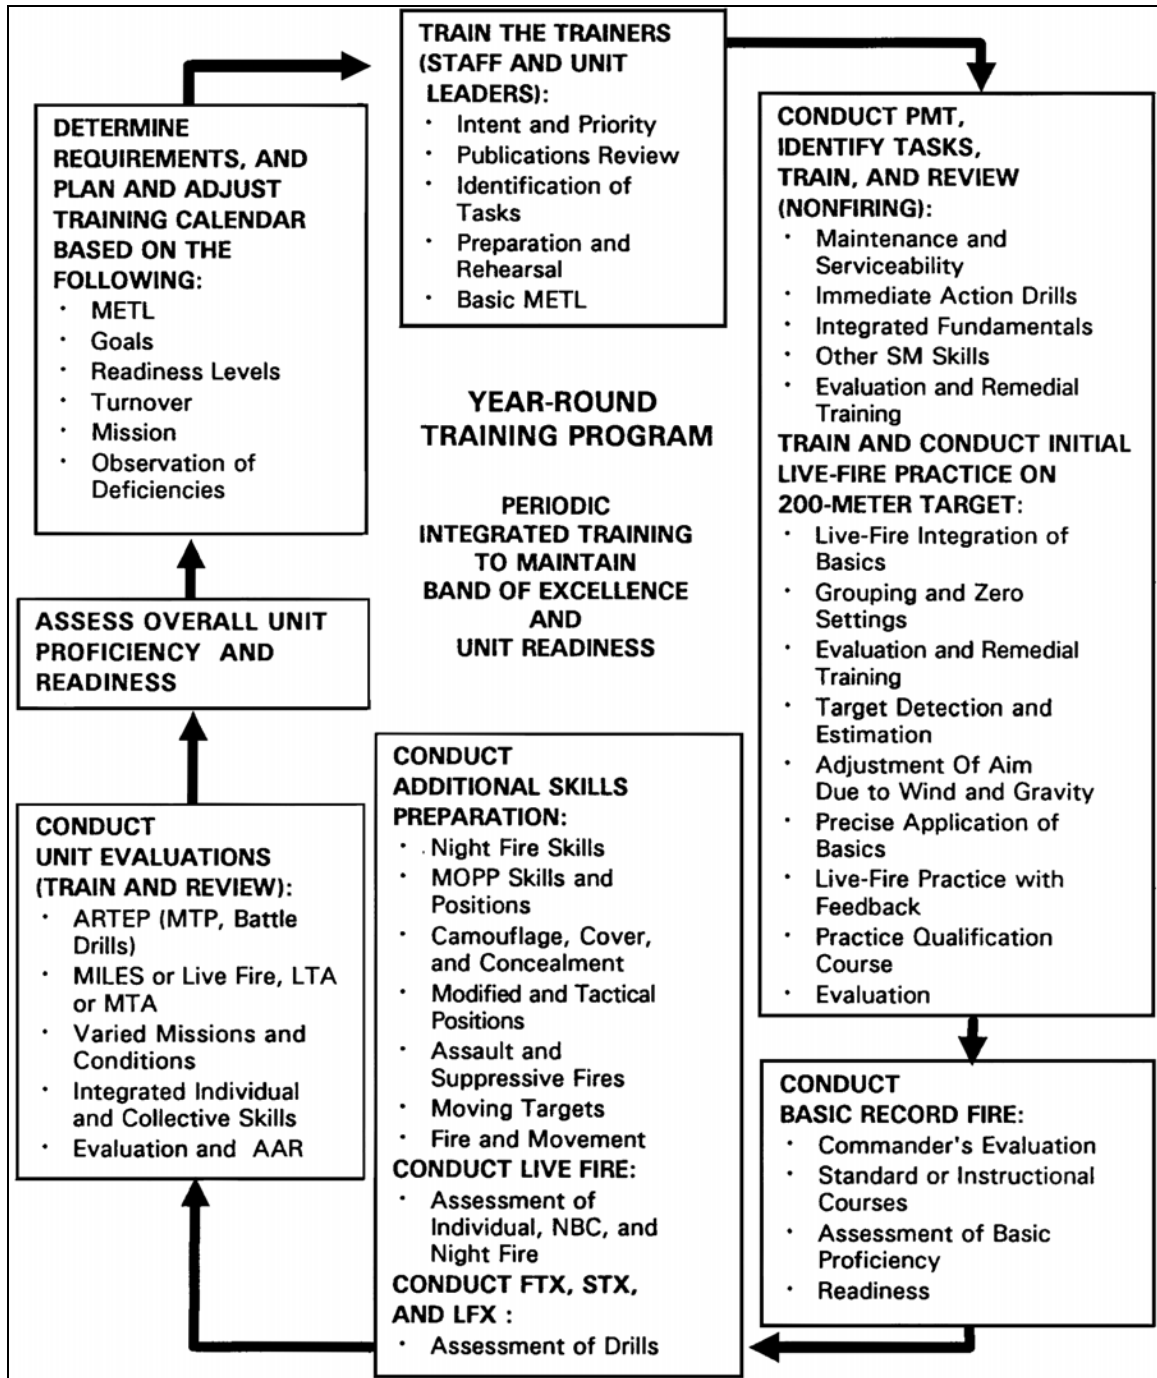 TRAIN THE TRAINERS
(STAFF AND UNIT
LEADERS):
· Intent and Priority
· Publications Review
· Identification of
Tasks
· Preparation and
Rehearsal
· Basic METL
CONDUCT PMT,
IDENTIFY TASKS,
TRAIN, AND REVIEW
(NONFIRING):
· Maintenance and
Serviceability
· Immediate Action Drills
· Integrated Fundamentals
· Other SM Skills
· Evaluation and Remedial
Training
TRAIN AND CONDUCT INITIAL
LIVE-FIRE PRACTICE ON
200-METER TARGET:
· Live-Fire Integration of
Basics
· Grouping and Zero
Settings
· Evaluation and Remedial
Training
· Target Detection and
Estimation
· Adjustment Of Aim
Due to Wind and Gravity
· Precise Application of
Basics
· Live-Fire Practice with
Feedback
· Practice Qualification
Course
· Evaluation
CONDUCT
BASIC RECORD FIRE:
· Commander's Evaluation
· Standard or Instructional
Courses
· Assessment of Basic
Proficiency
· Readiness
CONDUCT
ADDITIONAL SKILLS
PREPARATION:
· Night Fire Skills
· MOPP Skills and
Positions
· Camouflage, Cover,
and Concealment
· Modified and Tactical
Positions
· Assault and
Suppressive Fires
· Moving Targets
· Fire and Movement
CONDUCT LIVE FIRE:
· Assessment of
Individual, NBC, and
Night Fire
CONDUCT FTX, STX,
AND LFX :
· Assessment of Drills
CONDUCT
UNIT EVALUATIONS
(TRAIN AND REVIEW):
· ARTEP (MTP, Battle
Drills)
· MILES or Live Fire, LTA
or MTA
· Varied Missions and
Conditions
· Integrated Individual
and Collective Skills
· Evaluation and AAR
ASSESS OVERALL UNIT
PROFICIENCY AND
READINESS
DETERMINE
REQUIREMENTS, AND
PLAN AND ADJUST
TRAINING CALENDAR
BASED ON THE
FOLLOWING:
· METL
· Goals
· Readiness Levels
· Turnover
· Mission
· Observation of
Deficiencies
YEAR-ROUND
TRAINING PROGRAM
PERIODIC
INTEGRATED TRAINING
TO MAINTAIN
BAND OF EXCELLENCE
AND
UNIT READINESS